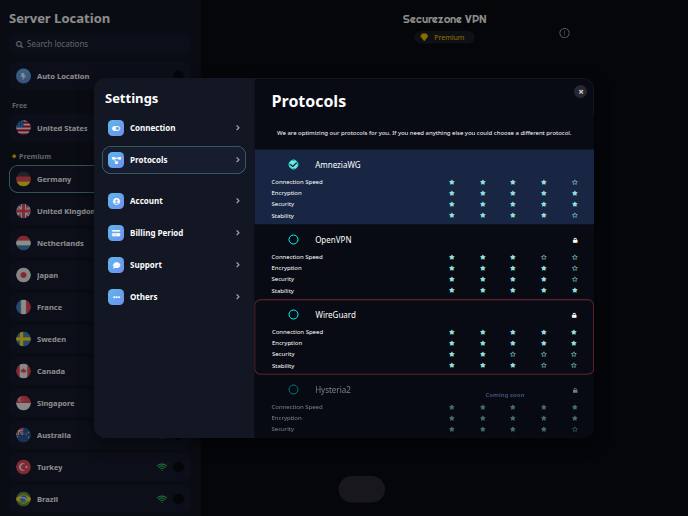 Server Location
Search locations
Auto Location
Free
United States
Premium
Germany
United Kingdom
Netherlands
Japan
France
Sweden
Canada
Singapore
Australia
Turkey
Brazil
Securezone VPN
Premium
Settings
Connection
Protocols
Account
Billing Period
Support
Others
Protocols
We are optimizing our protocols for you. If you need anything else you could choose a different protocol.
AmneziaWG
Connection Speed
Encryption
Security
Stability
OpenVPN
Connection Speed
Encryption
Security
Stability
WireGuard
Connection Speed
Encryption
Security
Stability
Hysteria2
Coming soon
Connection Speed
Encryption
Security